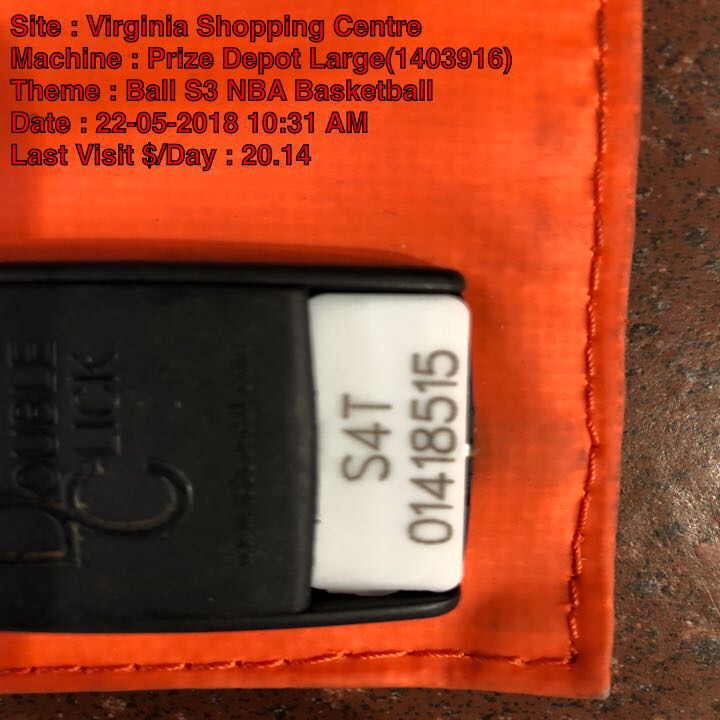 Site : Virginia Shopping Centre
Machine : Prize Depot Large(1403916)
Theme : Ball S3 NBA Basketball
Date : 22-05-2018 10:31 AM
Last Visit $/Day : 20.14
DOUBLE
CLICK
S4T
01418515